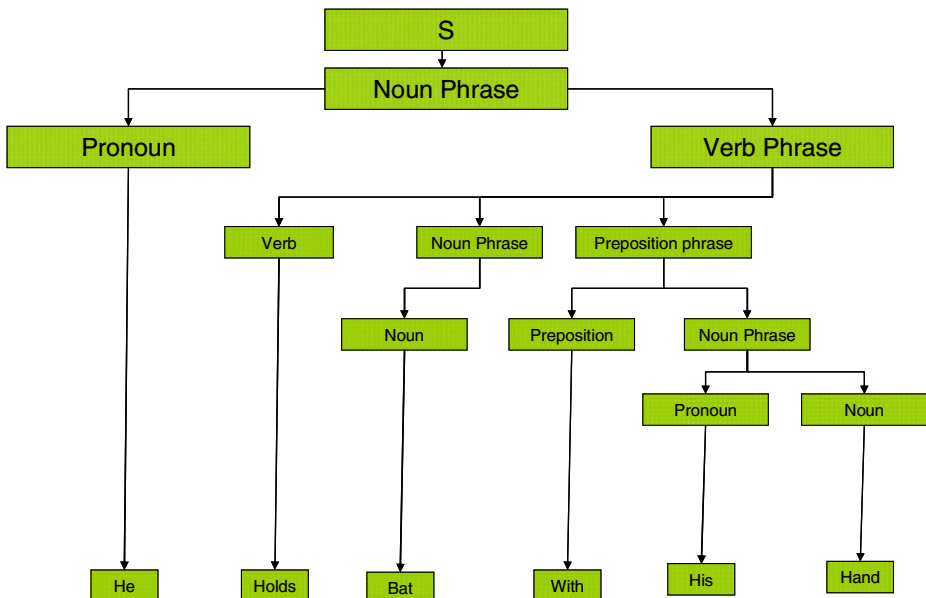 S
Noun Phrase
Pronoun
Verb Phrase
Verb
Noun Phrase
Preposition phrase
Noun
Preposition
Noun Phrase
Pronoun
Noun
He
Holds
Bat
With
His
Hand